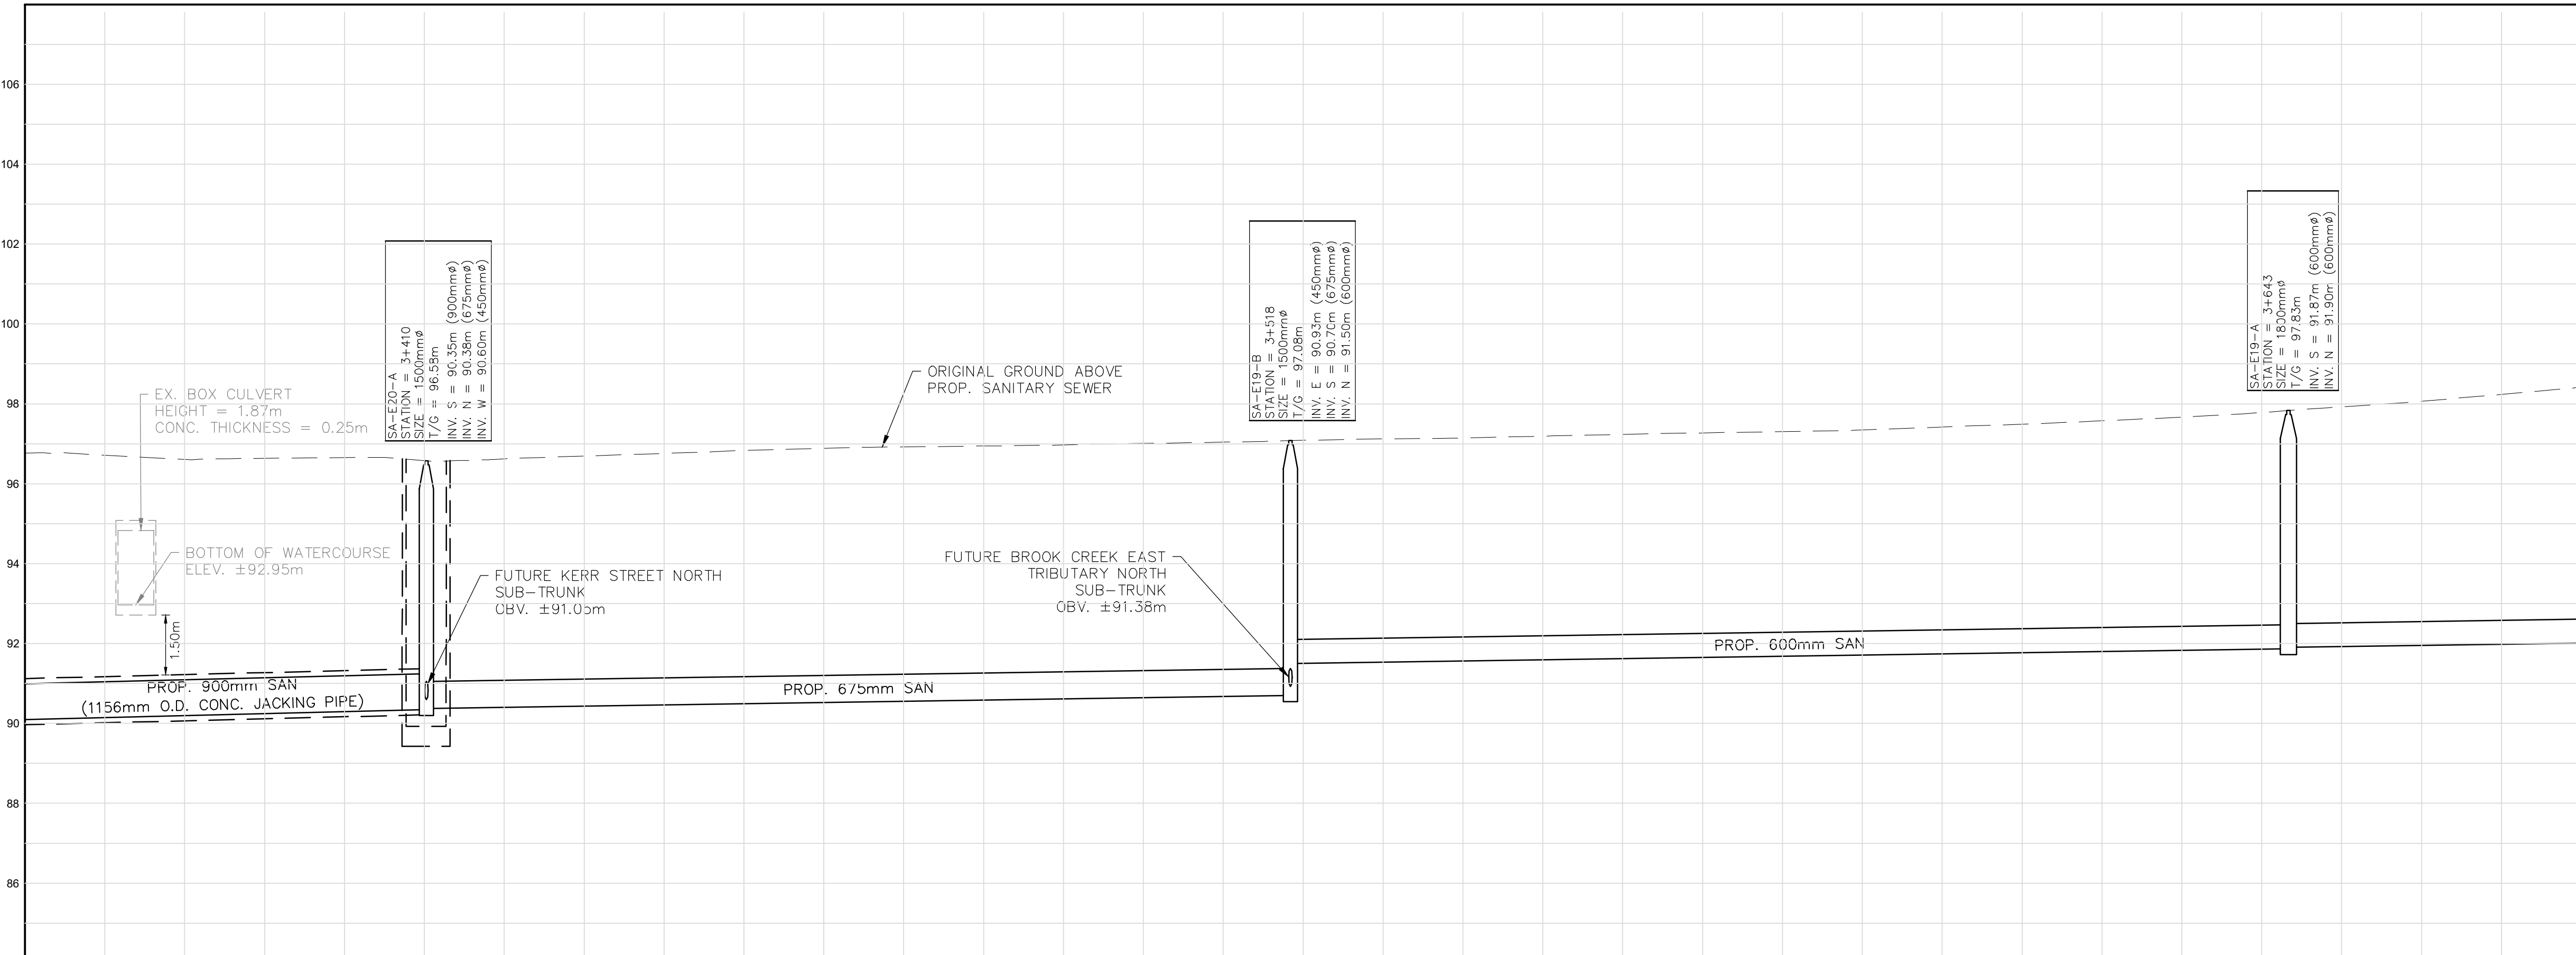 106
104
102
100
98
96
94
92
90
88
86
EX. BOX CULVERT
HEIGHT = 1.87m
CONC. THICKNESS = 0.25m
BOTTOM OF WATERCOURSE
ELEV. ±92.95m
1.50m
PROP. 900mm SAN
(1156mm O.D. CONC. JACKING PIPE)
SA-E20-A
STATION = 3+410
SIZE = 1500mmø
T/G = 96.58m
INV. S = 90.35m (900mmø)
INV. N = 90.38m (675mmø)
INV. W = 90.60m (450mmø)
FUTURE KERR STREET NORTH
SUB-TRUNK
OBV. ±91.05m
PROP. 675mm SAN
ORIGINAL GROUND ABOVE
PROP. SANITARY SEWER
FUTURE BROOK CREEK EAST
TRIBUTARY NORTH
SUB-TRUNK
OBV. ±91.38m
SA-E19-B
STATION = 3+518
SIZE = 1500mmø
T/G = 97.08m
INV. E = 90.93m (450mmø)
INV. S = 90.70m (675mmø)
INV. N = 91.50m (600mmø)
PROP. 600mm SAN
SA-E19-A
STATION = 3+643
SIZE = 1800mmø
T/G = 97.83m
INV. S = 91.87m (600mmø)
INV. N = 91.90m (600mmø)